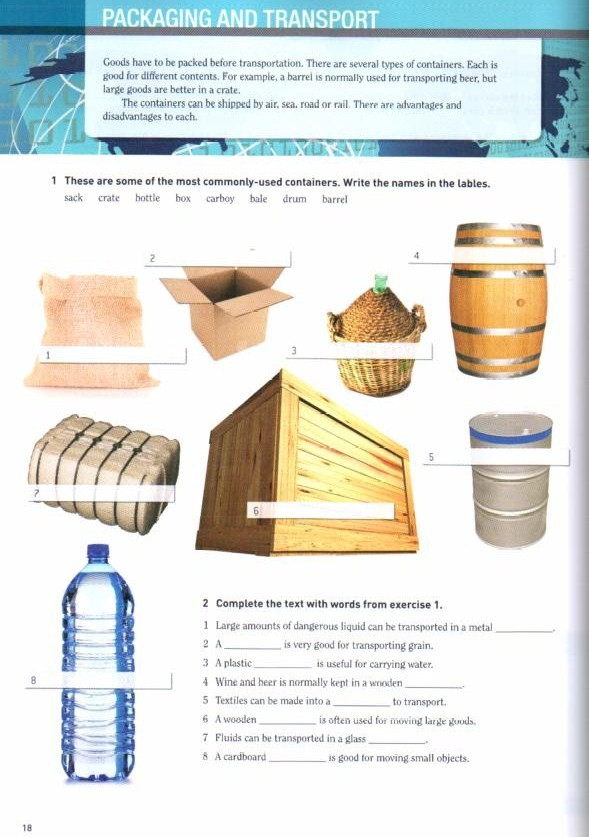 PACKAGING AND TRANSPORT
Goods have to be packed before transportation. There are several types of containers. Each is
good for different contents. For example, a barrel is normally used for transporting beer, but
large goods are better in a crate.
The containers can be shipped by air, sea, road or rail. There are advantages and
disadvantages to each.
1 These are some of the most commonly-used containers. Write the names in the lables.
sack crate bottle box carboy bale drum barrel
2
4
1
3
5
7
6
8
2 Complete the text with words from exercise 1.
1 Large amounts of dangerous liquid can be transported in a metal __________.
2 A __________ is very good for transporting grain.
3 A plastic __________ is useful for carrying water.
4 Wine and beer is normally kept in a wooden __________.
5 Textiles can be made into a __________ to transport.
6 A wooden __________ is often used for moving large goods.
7 Fluids can be transported in a glass __________.
8 A cardboard __________ is good for moving small objects.
18